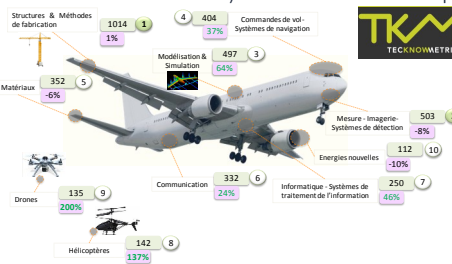 Structures & Méthodes
de fabrication
1014
1
1%
4
404
37%
Commandes de vol-
Systèmes de navigation
TKM
TECKNOWMETRIX
Modélisation &
Simulation
497
3
64%
Matériaux
352
5
-6%
Mesure - Imagerie-
Systèmes de détection
503
-8%
Energies nouvelles
112
10
-10%
Communication
332
6
24%
Informatique - Systèmes de
traitement de l'information
250
7
46%
Drones
135
9
200%
Hélicoptères
142
8
137%